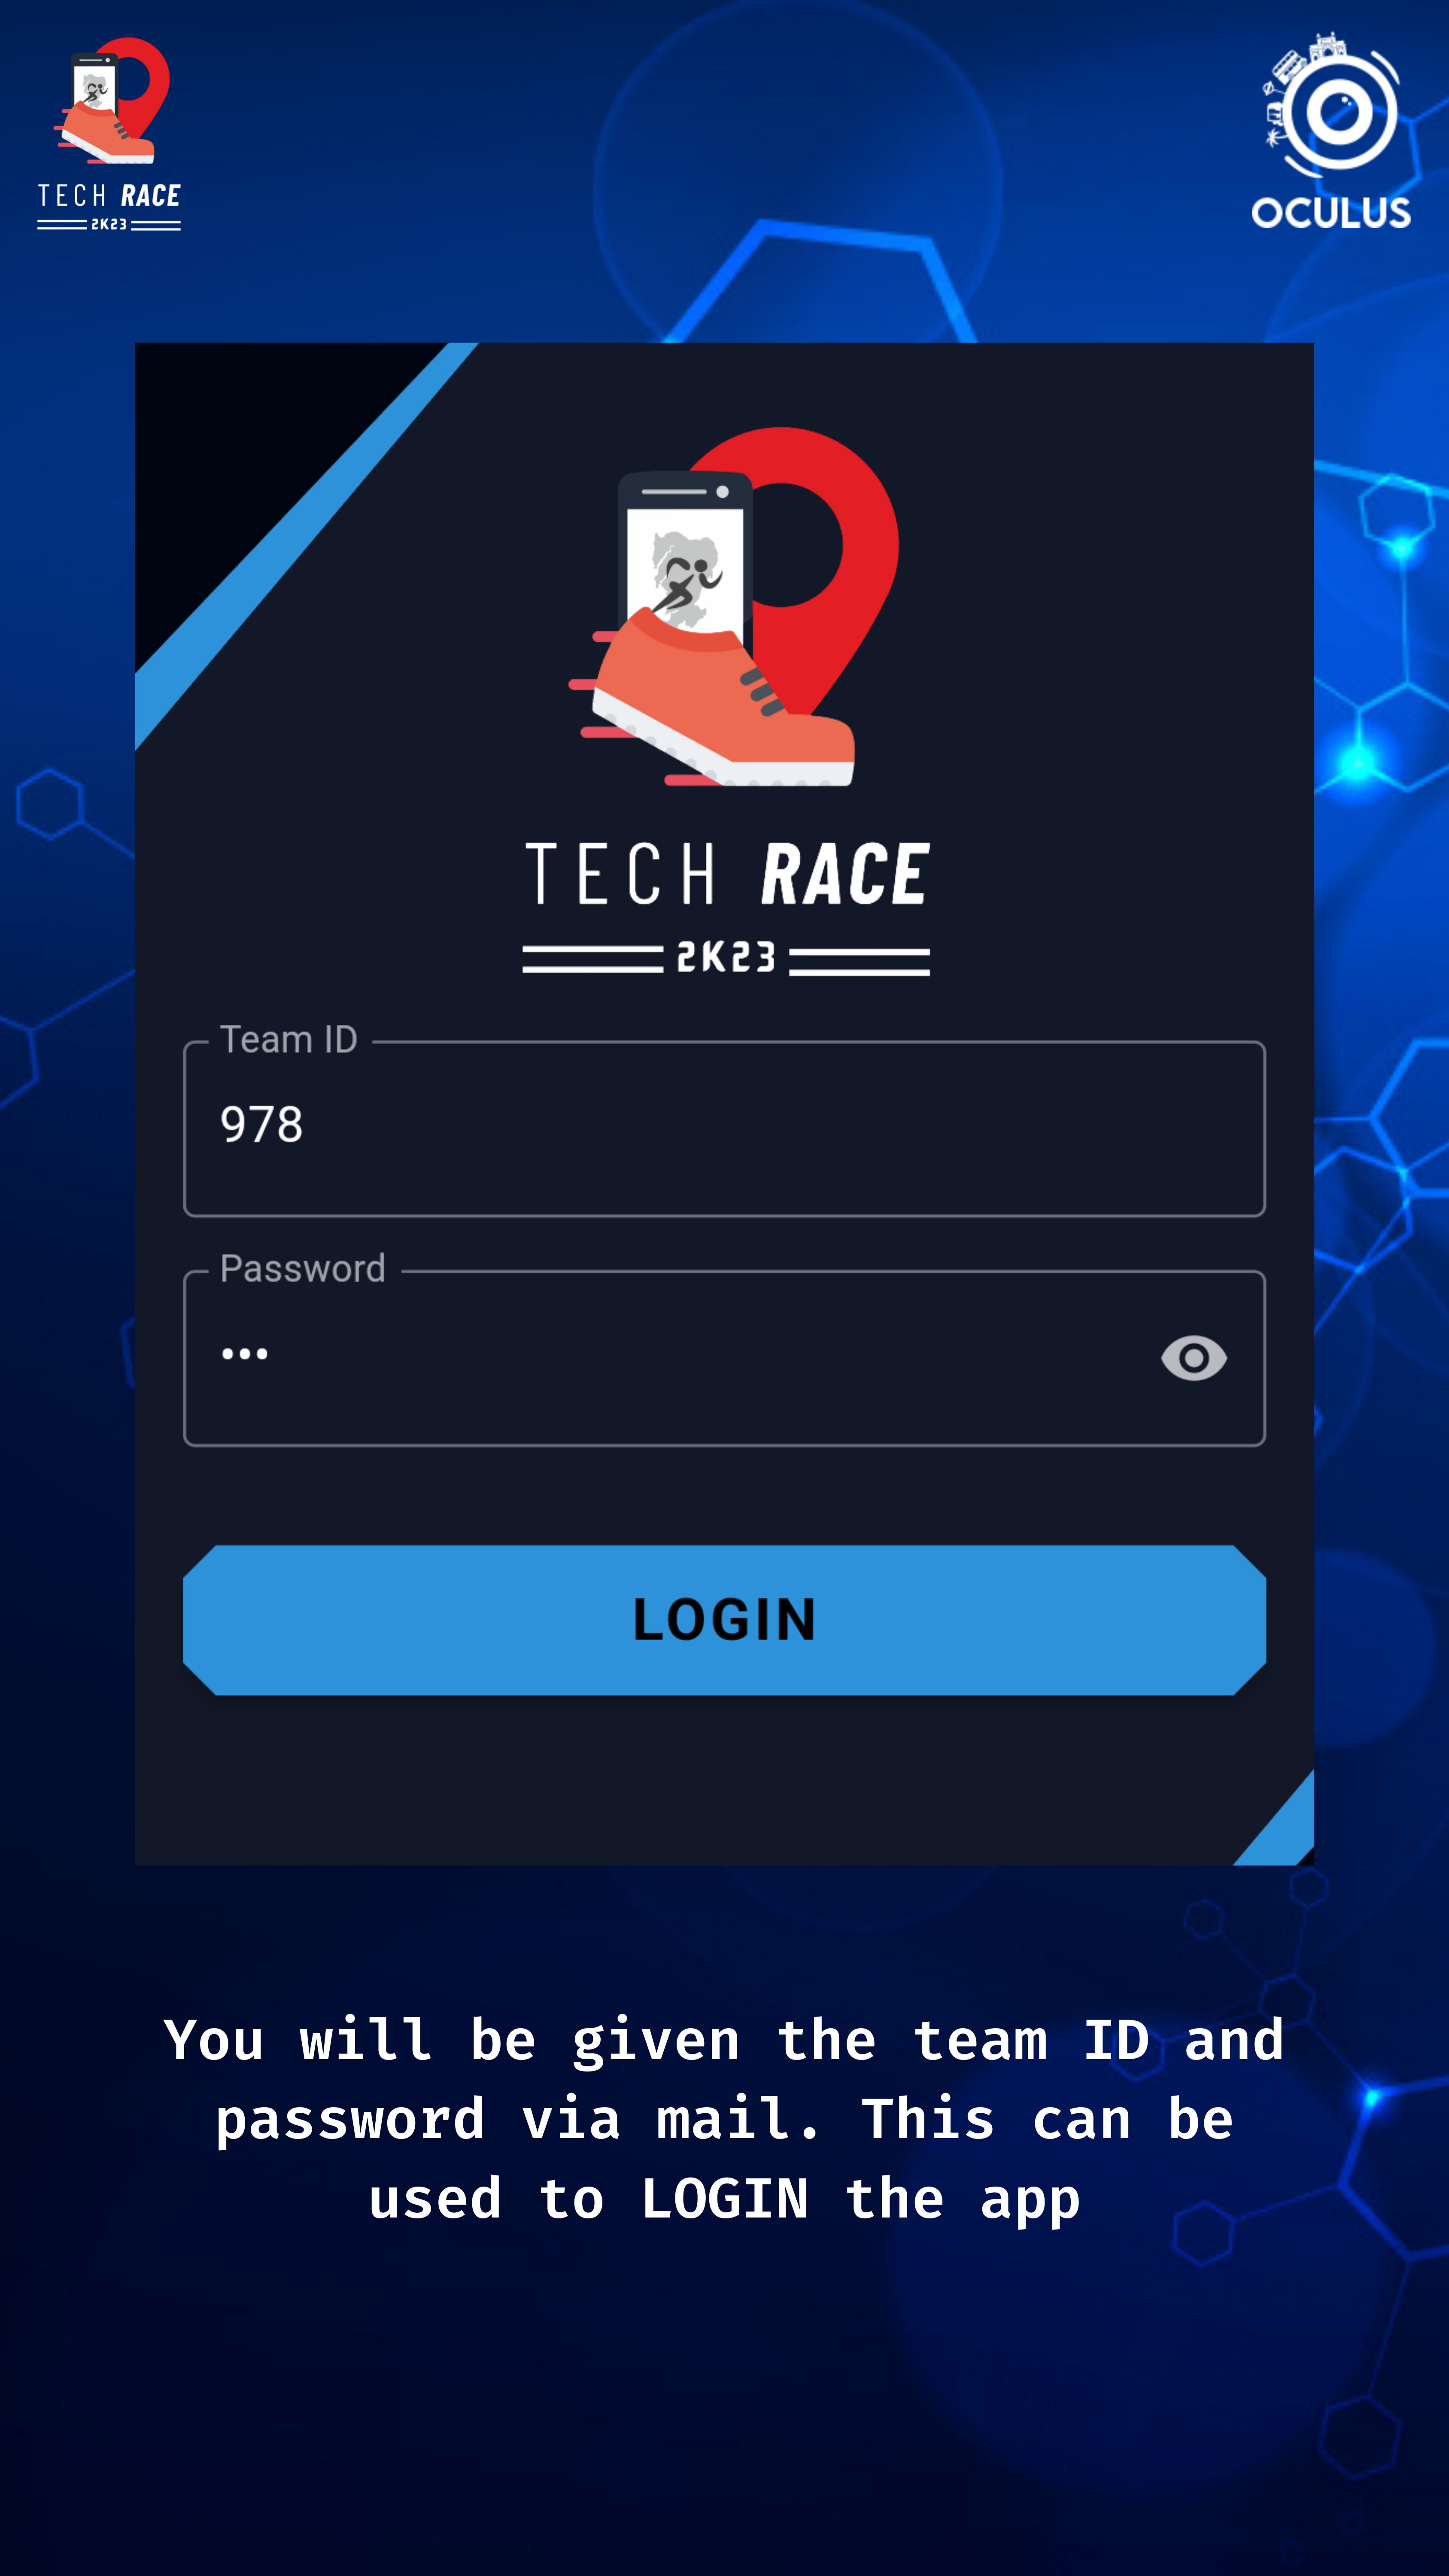 TECH RACE
2K23
OCULUS
TECH RACE
2K23
Team ID
978
Password
•••
LOGIN
You will be given the team ID and
password via mail. This can be
used to LOGIN the app